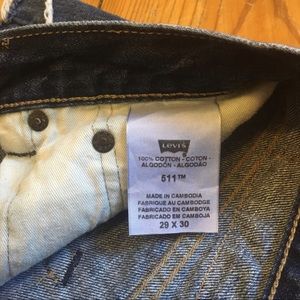 Levi's
100% COTTON - COTON -
ALGODÓN - ALGODÃO
511™
MADE IN CAMBODIA
FABRIQUE AU CAMBODGE
FABRICADO EN CAMBOYA
FABRICADO EM CAMBOJA
29 X 30